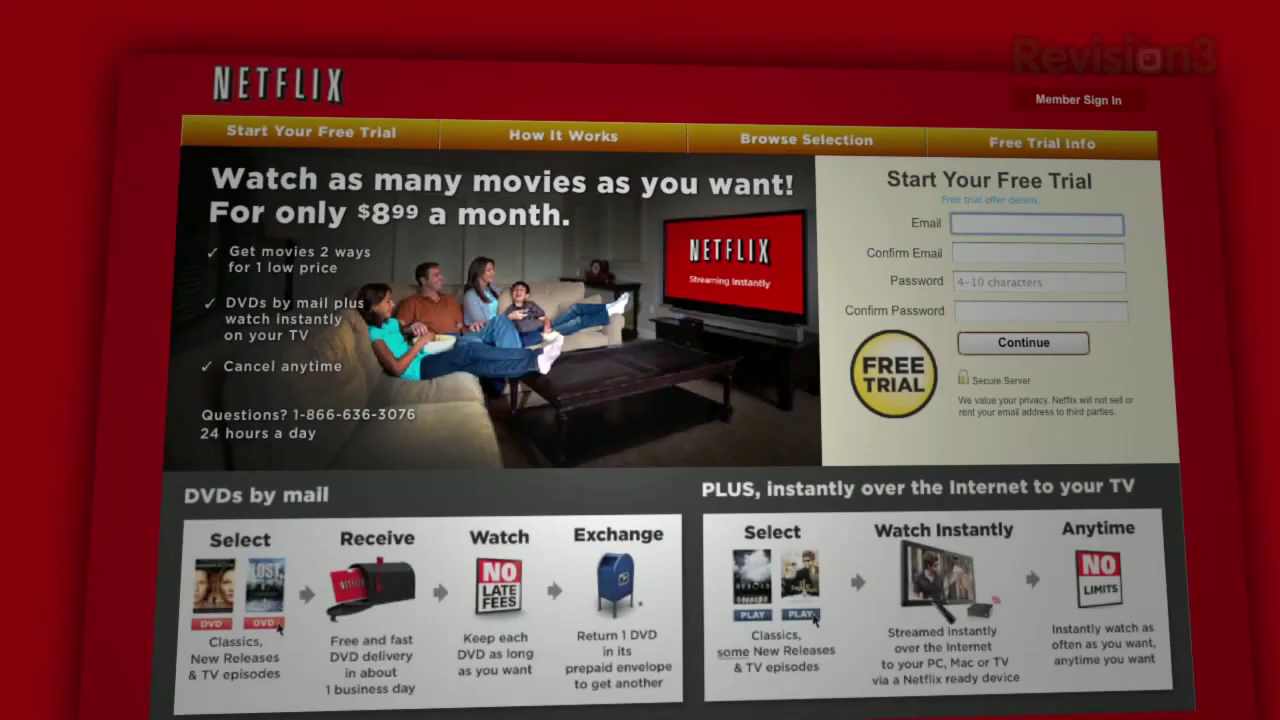 Revision3
NETFLIX
Member Sign In
Start Your Free Trial
How It Works
Browse Selection
Free Trial Info
Watch as many movies as you want!
For only $8.99 a month.
✓ Get movies 2 ways
for 1 low price
✓ DVDs by mail plus
watch instantly
on your TV
✓ Cancel anytime
Questions? 1-866-636-3076
24 hours a day
NETFLIX
Streaming Instantly
Start Your Free Trial
Free trial offer details.
Email
Confirm Email
Password
4-10 characters
Confirm Password
FREE
TRIAL
Continue
Secure Server
We value your privacy. Netflix will not sell or
rent your email address to third parties.
DVDs by mail
Select
LOST
DVD
DVD
Classics,
New Releases
& TV episodes
Receive
NETFLIX
Free and fast
DVD delivery
in about
1 business day
Watch
NO
LATE
FEES
Keep each
DVD as long
as you want
Exchange
Return 1 DVD
in its
prepaid envelope
to get another
PLUS, instantly over the Internet to your TV
Select
HEROES
PLAY
PLAY
Classics,
some New Releases
& TV episodes
Watch Instantly
Streamed instantly
over the Internet
to your PC, Mac or TV
via a Netflix ready device
Anytime
NO
LIMITS
Instantly watch as
often as you want,
anytime you want